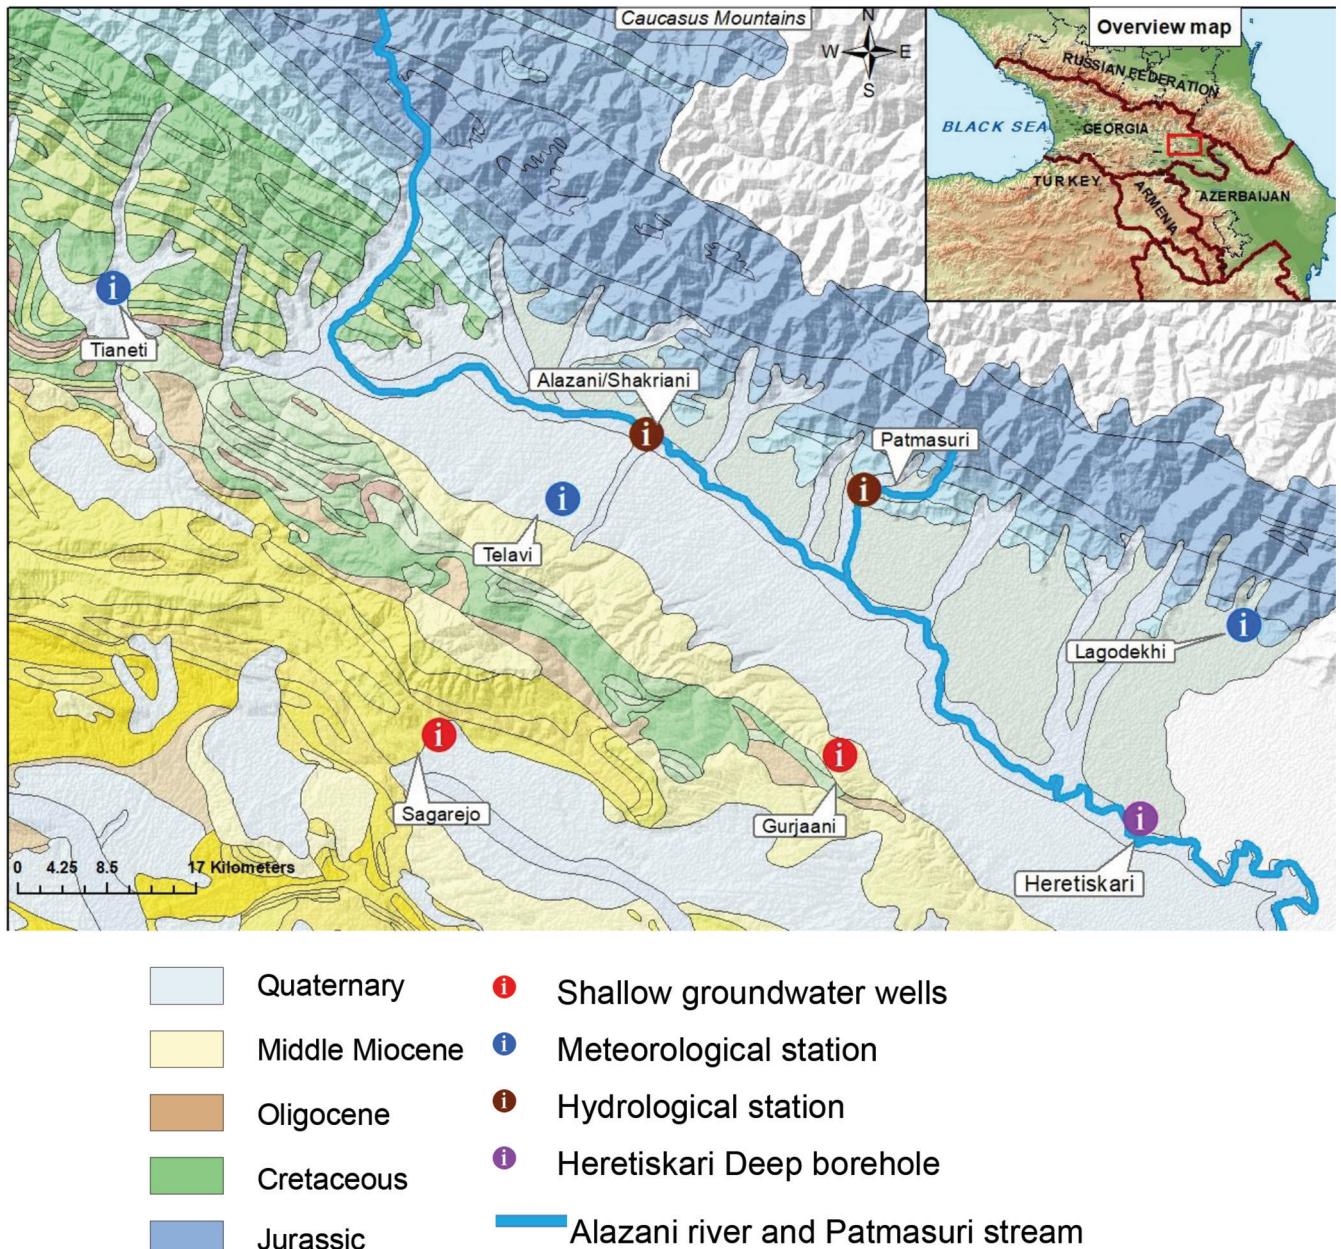 Caucasus Mountains
N
W
E
S
Overview map
RUSSIAN FEDERATION
BLACK SEA
GEORGIA
TURKEY
ARMENIA
AZERBAIJAN
i
Tianeti
Alazani/Shakriani
i
Patmasuri
i
i
Telavi
i
Lagodekhi
i
Sagarejo
i
Gurjaani
i
Heretiskari
0 4.25 8.5 17 Kilometers
Quaternary
i Shallow groundwater wells
Middle Miocene
i Meteorological station
Oligocene
i Hydrological station
Cretaceous
i Heretiskari Deep borehole
Jurassic
Alazani river and Patmasuri stream